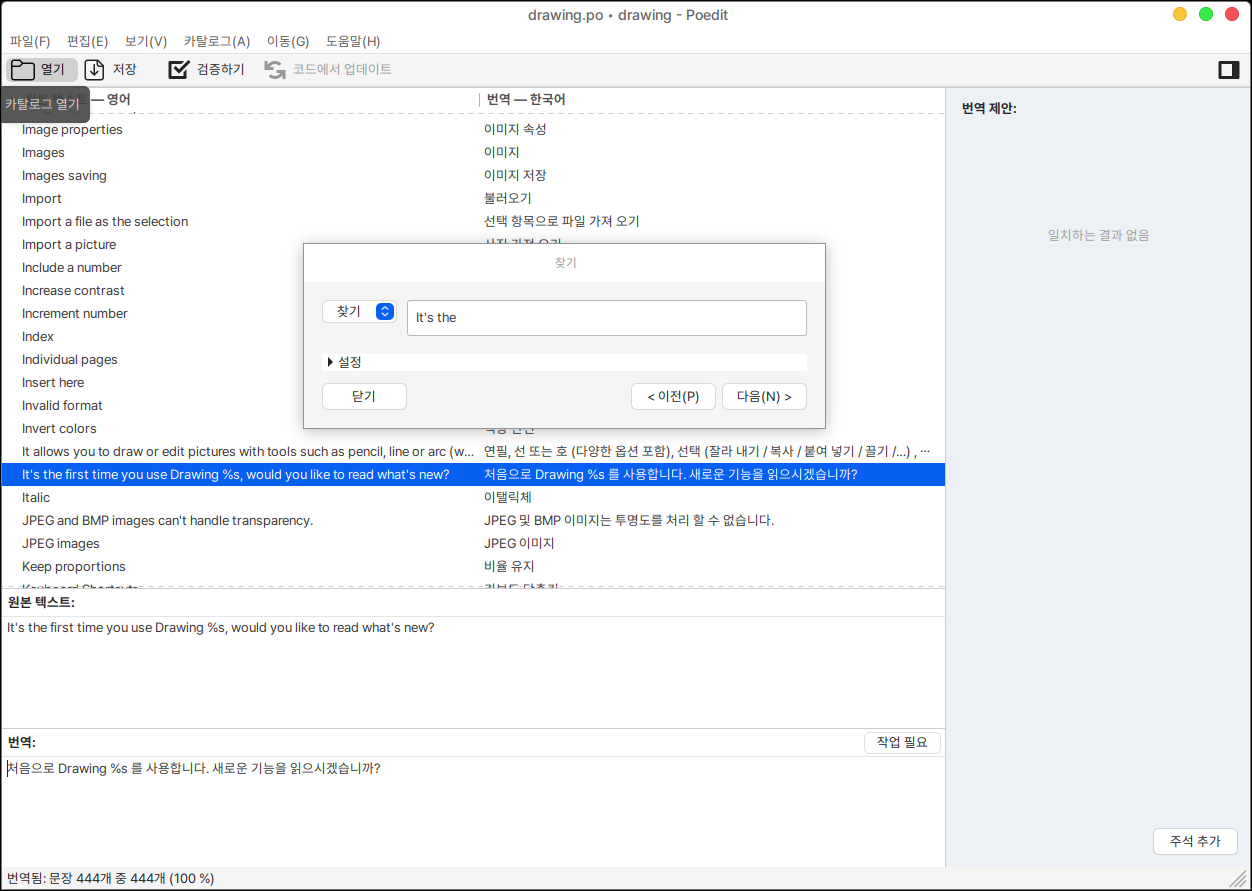 drawing.po • drawing - Poedit
파일(F) 편집(E) 보기(V) 카탈로그(A) 이동(G) 도움말(H)
열기 저장 검증하기 코드에서 업데이트
카탈로그 열기
— 영어 번역 — 한국어
번역 제안:
Image properties 이미지 속성
Images 이미지
Images saving 이미지 저장
Import 불러오기
Import a file as the selection 선택 항목으로 파일 가져 오기
일치하는 결과 없음
Import a picture
Include a number
Increase contrast
Increment number
Index
Individual pages
Insert here
Invalid format
Invert colors
찾기
찾기 It's the
설정
닫기 < 이전(P) 다음(N) >
It allows you to draw or edit pictures with tools such as pencil, line or arc (w... 연필, 선 또는 호 (다양한 옵션 포함), 선택 (잘라 내기 / 복사 / 붙여 넣기 / 끌기 /...) , ...
It's the first time you use Drawing %s, would you like to read what's new? 처음으로 Drawing %s 를 사용합니다. 새로운 기능을 읽으시겠습니까?
Italic 이탤릭체
JPEG and BMP images can't handle transparency. JPEG 및 BMP 이미지는 투명도를 처리 할 수 없습니다.
JPEG images JPEG 이미지
Keep proportions 비율 유지
원본 텍스트:
It's the first time you use Drawing %s, would you like to read what's new?
번역: 작업 필요
처음으로 Drawing %s 를 사용합니다. 새로운 기능을 읽으시겠습니까?
주석 추가
번역됨: 문장 444개 중 444개 (100 %)